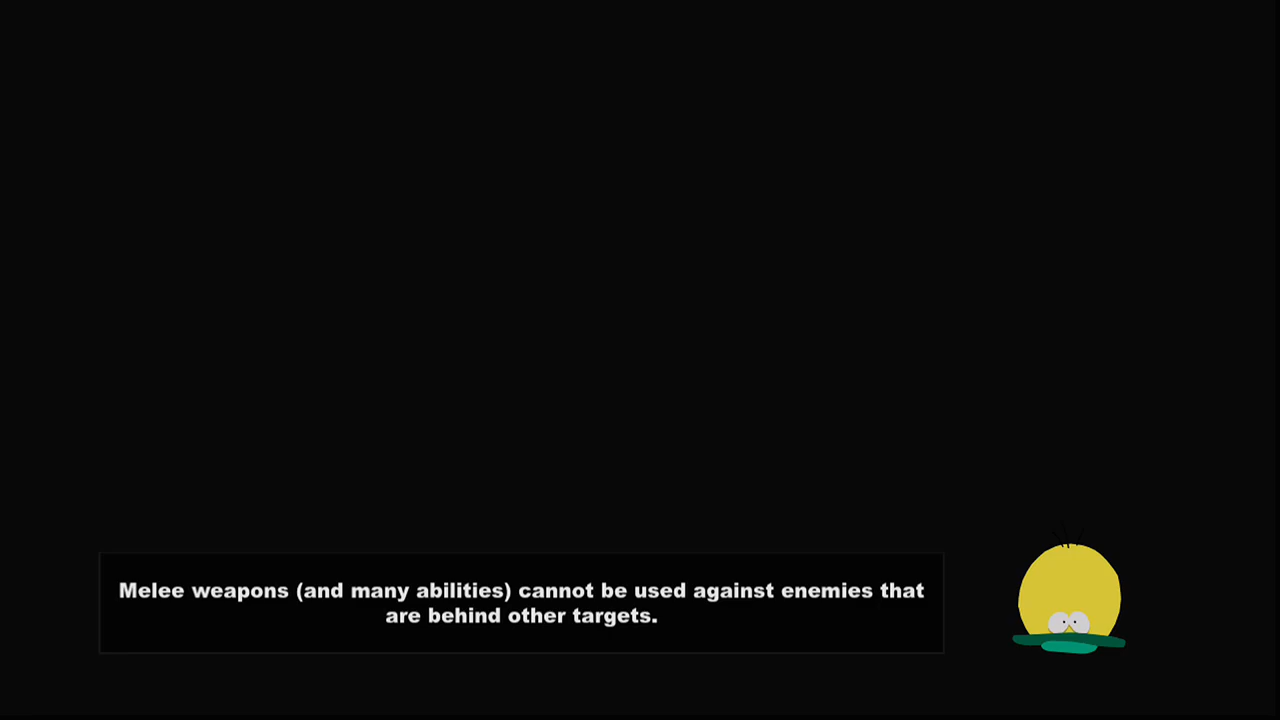 Melee weapons (and many abilities) cannot be used against enemies that
are behind other targets.